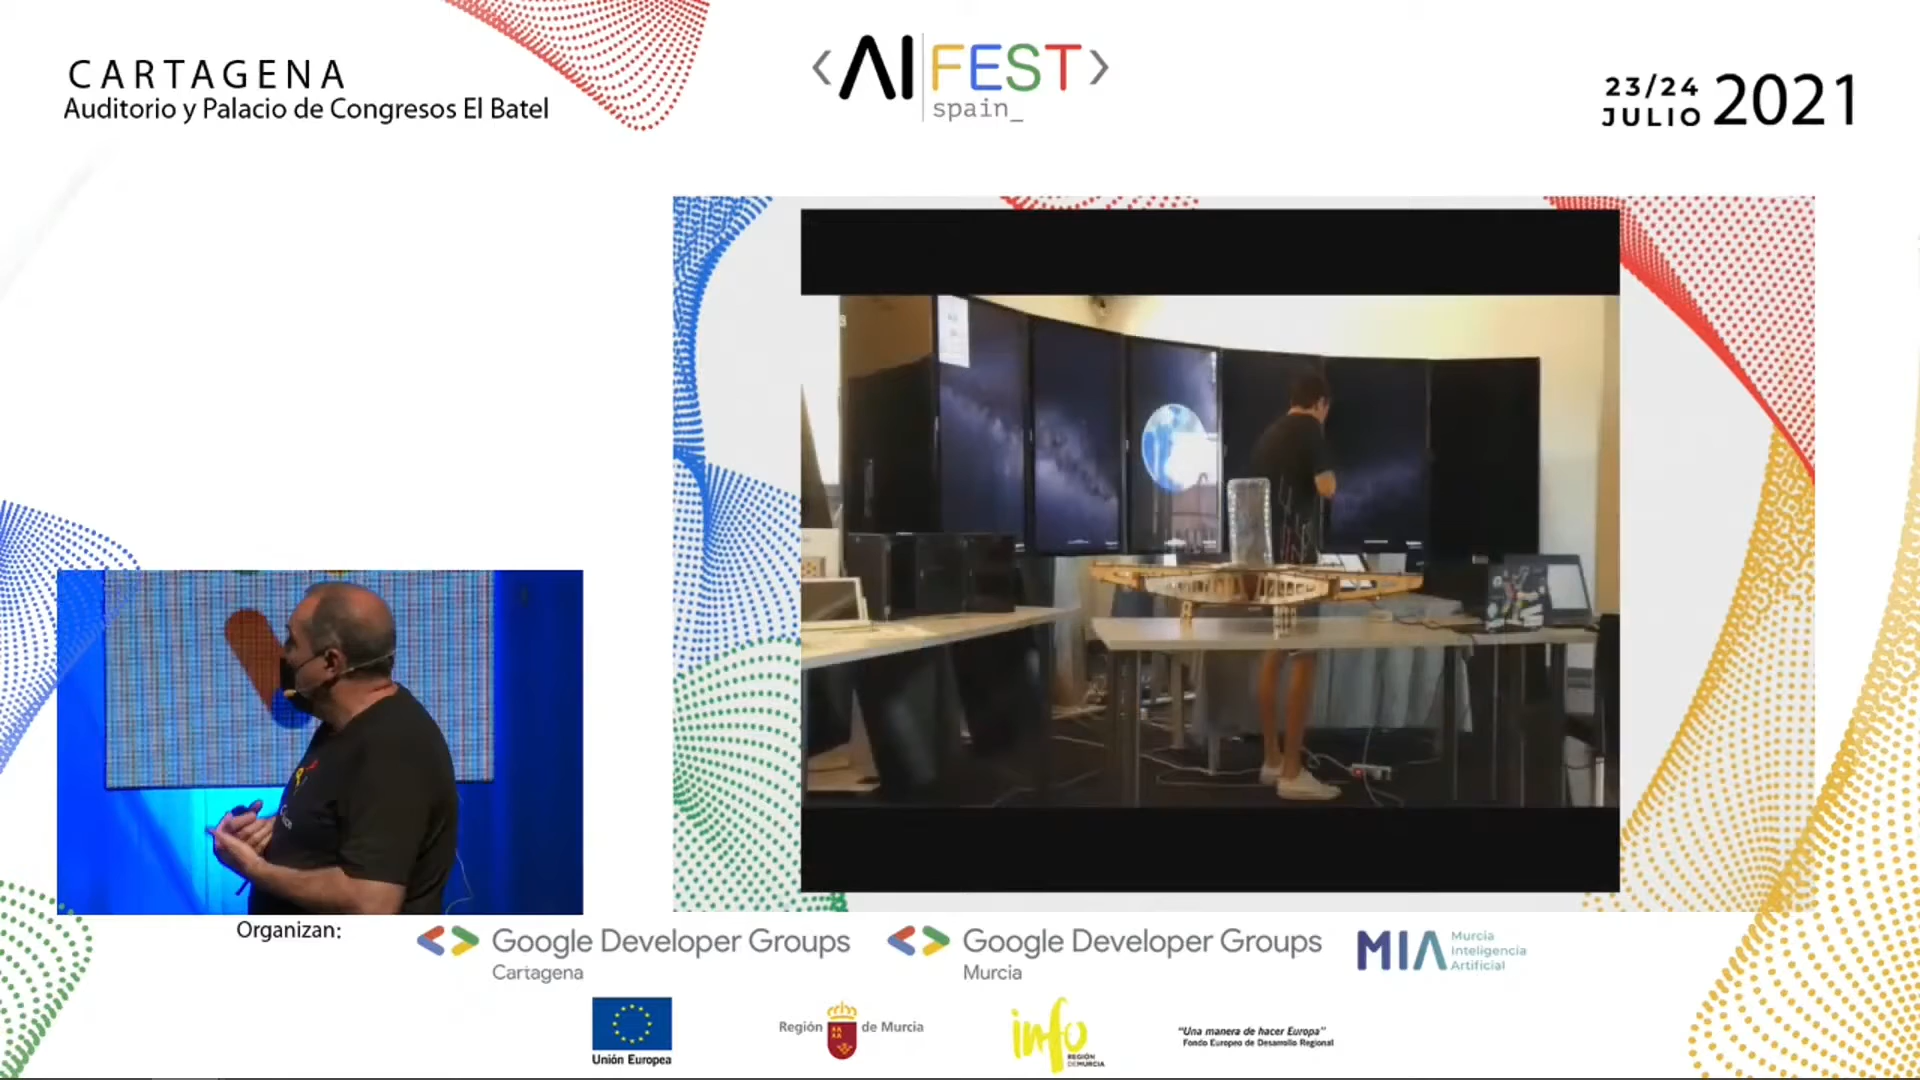 CARTAGENA
Auditorio y Palacio de Congresos El Batel
<AI FEST>
spain_
23/24
JULIO 2021
Organizan:
Google Developer Groups
Cartagena
Google Developer Groups
Murcia
MIA Murcia
Inteligencia
Artificial
Unión Europea
Región de Murcia
info
REGIÓN
DEMURCIA
"Una manera de hacer Europa"
Fondo Europeo de Desarrollo Regional